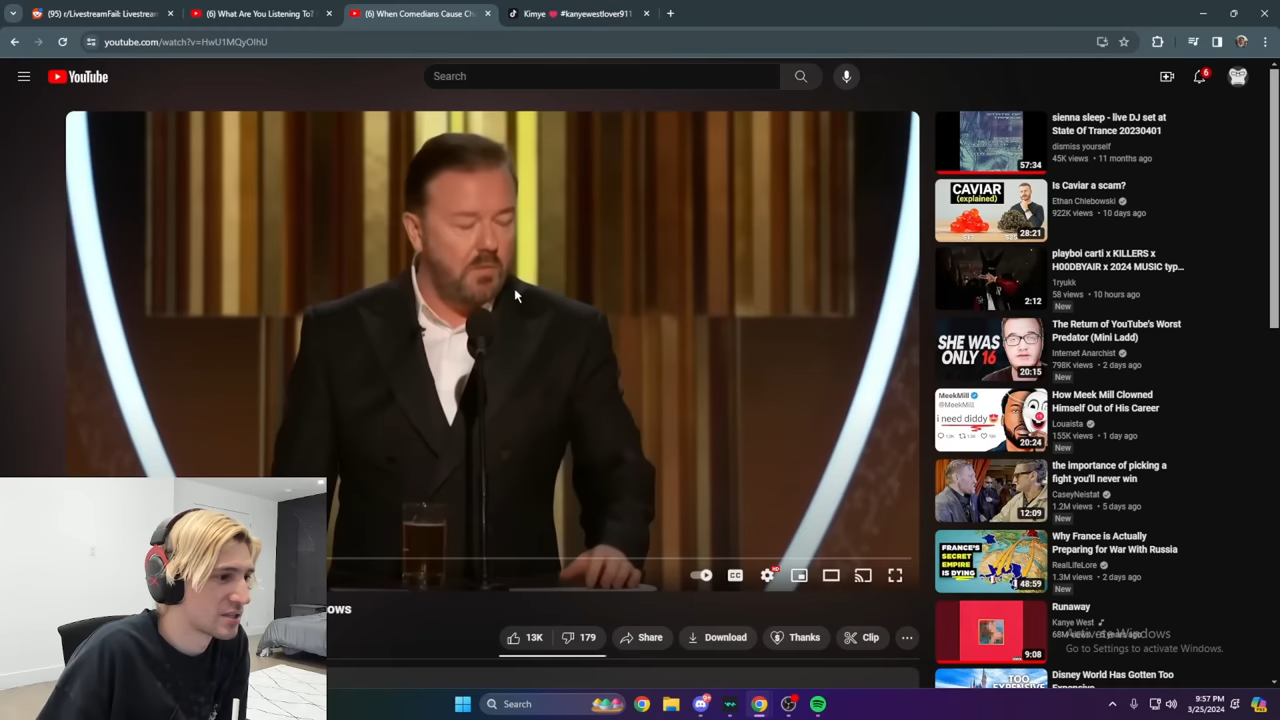 (95) r/LivestreamFail: Livestream
(6) What Are You Listening To?
(6) When Comedians Cause Ch
Kimye ❤️ #kanyewestlover911
youtube.com/watch?v=HwU1MQyOlhU
YouTube
Search
6
sienna sleep - live DJ set at
State Of Trance 20230401
dismiss yourself
45K views • 11 months ago
57:34
CAVIAR
(explained)
28:21
Is Caviar a scam?
Ethan Chlebowski
922K views • 10 days ago
2:12
playboi carti x KILLERS x
H00DBYAIR x 2024 MUSIC typ...
1ryukk
58 views • 10 hours ago
New
SHE WAS
ONLY 16
20:15
The Return of YouTube's Worst
Predator (Mini Ladd)
Internet Anarchist
798K views • 2 days ago
New
MeekMill
@MeekMill
i need diddy
20:24
How Meek Mill Clowned
Himself Out of His Career
Louaista
155K views • 1 day ago
New
12:09
the importance of picking a
fight you'll never win
CaseyNeistat
1.2M views • 5 days ago
New
FRANCE'S
SECRET
EMPIRE
IS DYING
48:59
Why France is Actually
Preparing for War With Russia
RealLifeLore
1.3M views • 2 days ago
New
9:08
Runaway
Kanye West
Activate Windows
Go to Settings to activate Windows.
TOO
Disney World Has Gotten Too
CC
HD
ows
13K
179
Share
Download
Thanks
Clip
Search
9:57 PM
3/25/2024